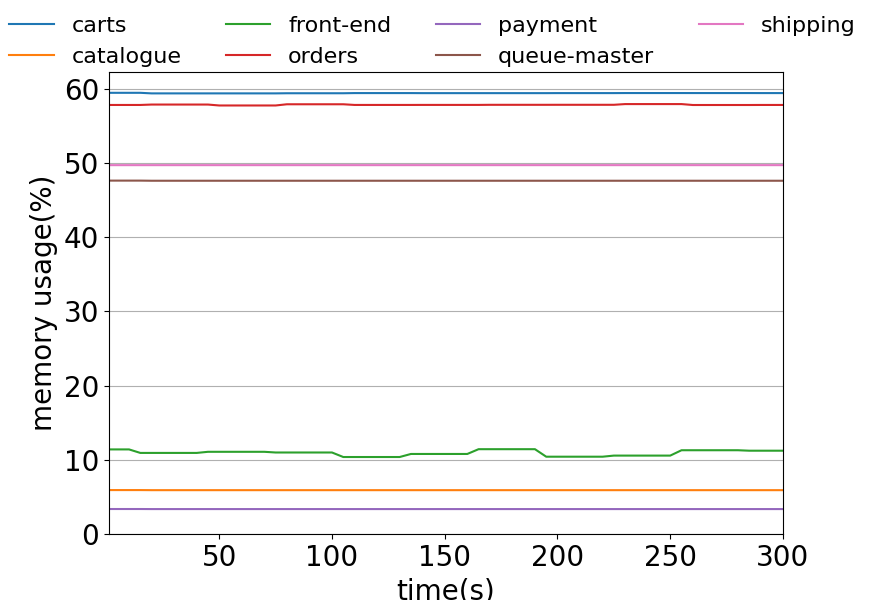 carts front-end payment shipping
catalogue orders queue-master
60
50
40
30
20
10
0
memory usage(%)
50 100 150 200 250 300
time(s)